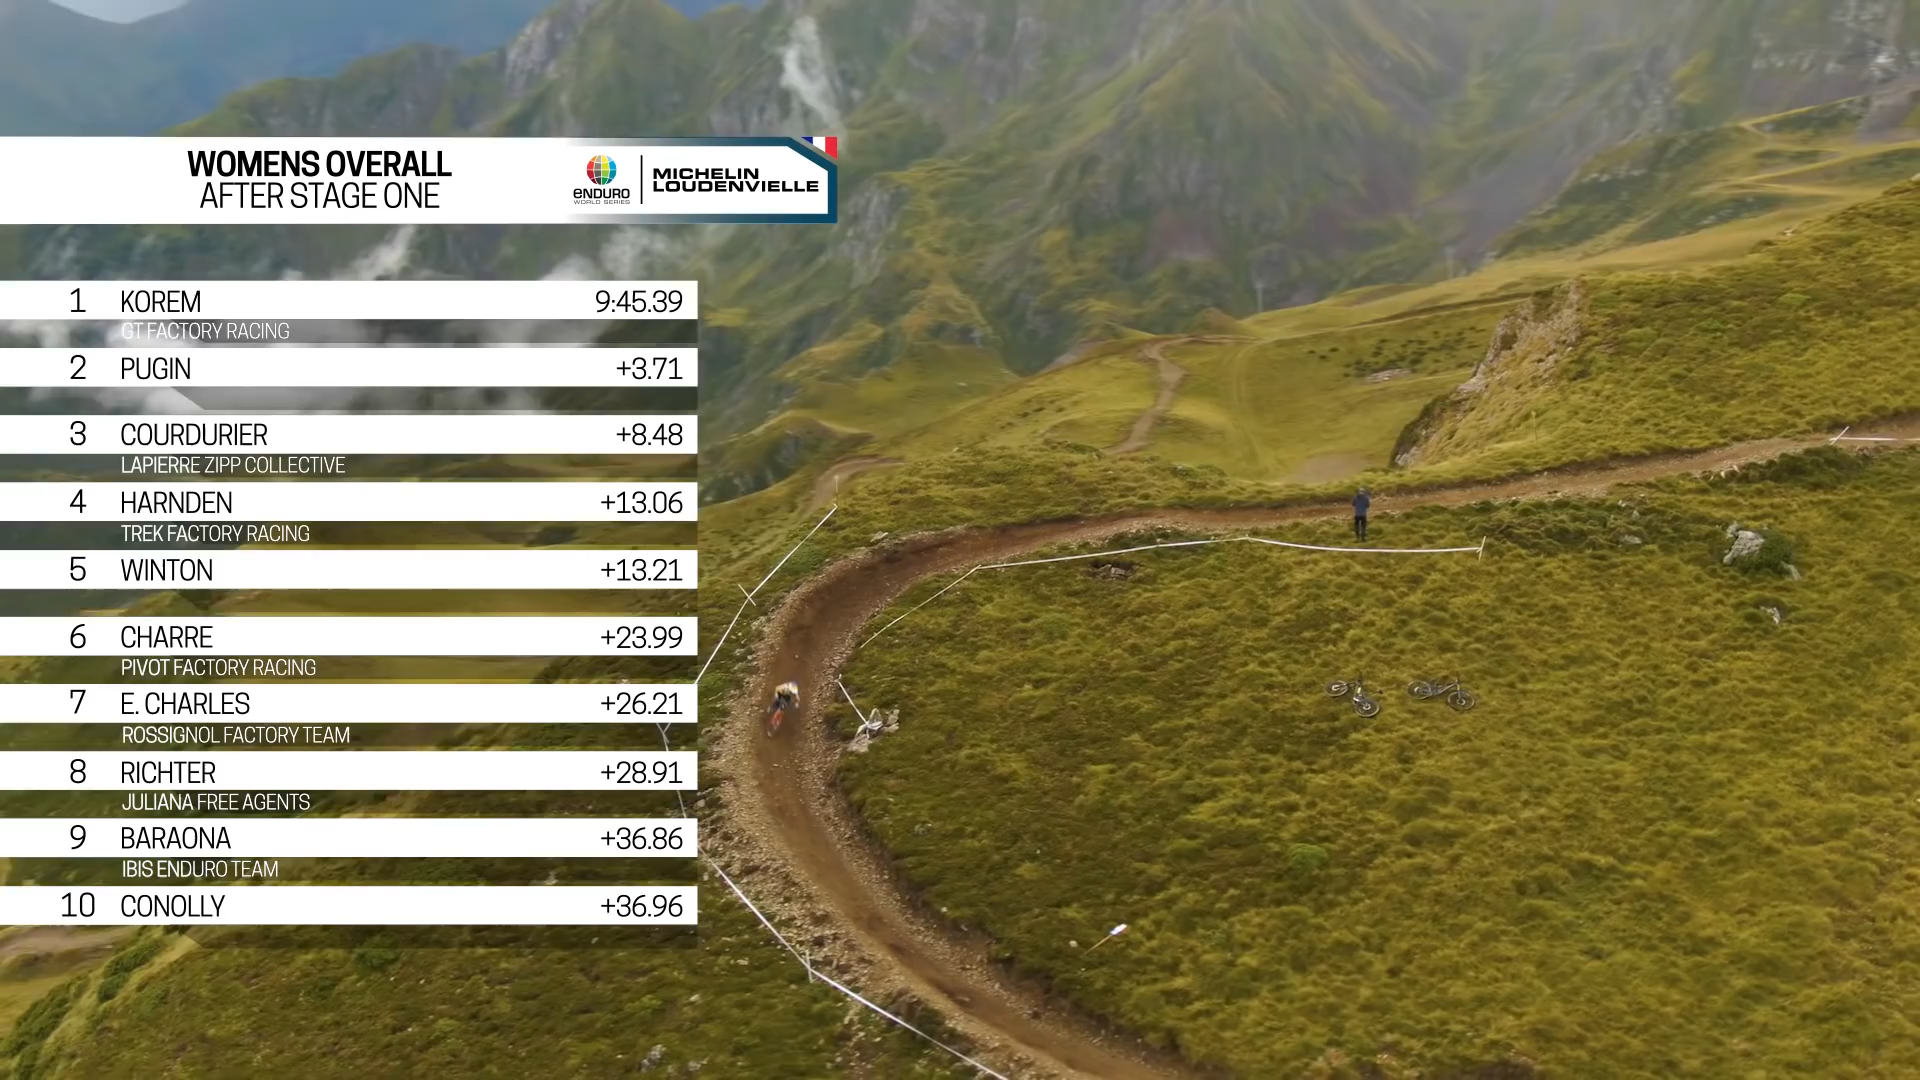 WOMENS OVERALL
AFTER STAGE ONE
ENDURO
WORLD SERIES
MICHELIN
LOUDENVIELLE
1 KOREM 9:45.39
GT FACTORY RACING
2 PUGIN +3.71
3 COURDURIER +8.48
LAPIERRE ZIPP COLLECTIVE
4 HARNDEN +13.06
TREK FACTORY RACING
5 WINTON +13.21
6 CHARRE +23.99
PIVOT FACTORY RACING
7 E. CHARLES +26.21
ROSSIGNOL FACTORY TEAM
8 RICHTER +28.91
JULIANA FREE AGENTS
9 BARAONA +36.86
IBIS ENDURO TEAM
10 CONOLLY +36.96